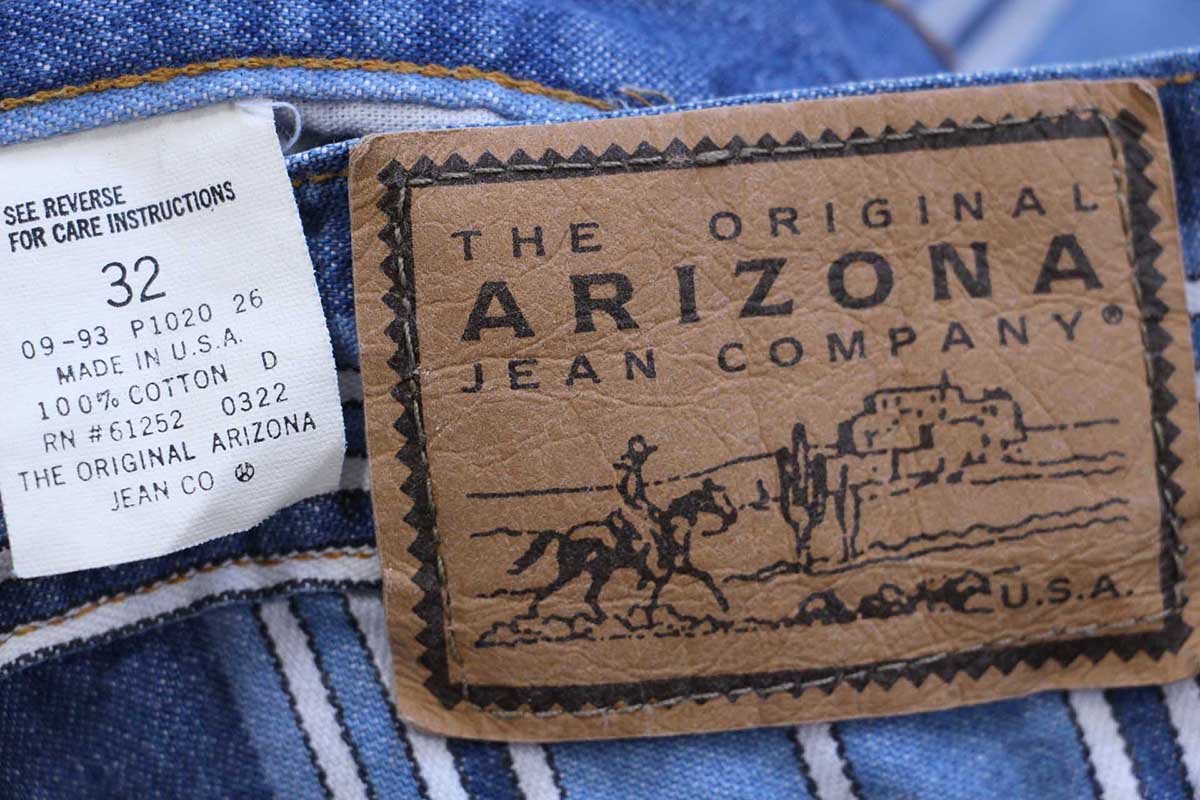 SEE REVERSE
FOR CARE INSTRUCTIONS
32
09-93 P1020 26
MADE IN U.S.A.
100% COTTON D
RN #61252 0322
THE ORIGINAL ARIZONA
JEAN CO
THE ORIGINAL
ARIZONA
JEAN COMPANY®
U.S.A.